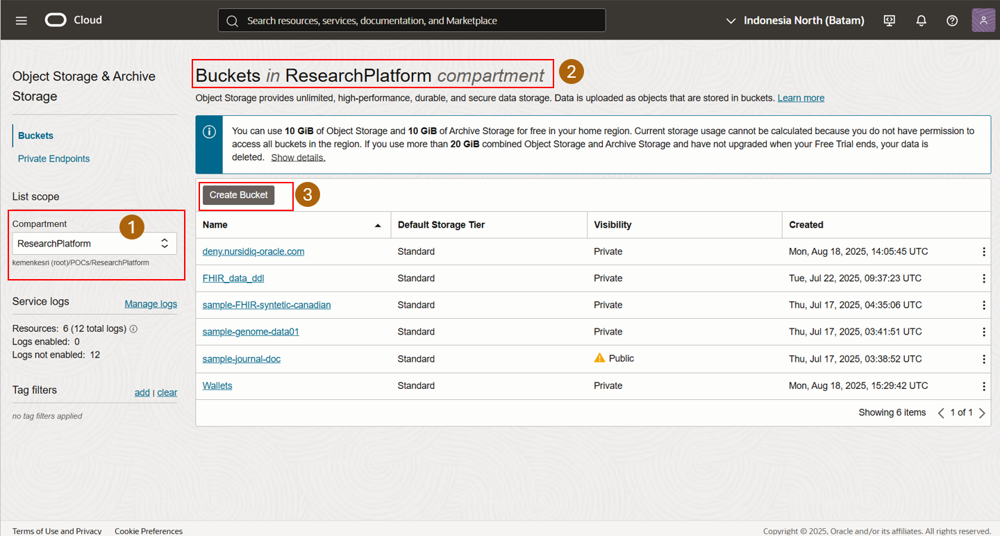 Cloud
Search resources, services, documentation, and Marketplace
Indonesia North (Batam)
Object Storage & Archive
Storage
Buckets
Private Endpoints
List scope
1
Compartment
ResearchPlatform
kemenkesri (root)/POCs/ResearchPlatform
Service logs Manage logs
Resources: 6 (12 total logs)
Logs enabled: 0
Logs not enabled: 12
Tag filters add | clear
no tag filters applied
Buckets in ResearchPlatform compartment 2
Object Storage provides unlimited, high-performance, durable, and secure data storage. Data is uploaded as objects that are stored in buckets. Learn more
You can use 10 GiB of Object Storage and 10 GiB of Archive Storage for free in your home region. Current storage usage cannot be calculated because you do not have permission to
access all buckets in the region. If you use more than 20 GiB combined Object Storage and Archive Storage and have not upgraded when your Free Trial ends, your data is
deleted. Show details.
Create Bucket 3
Name Default Storage Tier Visibility Created
deny.nursidiq-oracle.com Standard Private Mon, Aug 18, 2025, 14:05:45 UTC
FHIR_data_ddl Standard Private Tue, Jul 22, 2025, 09:37:23 UTC
sample-FHIR-syntetic-canadian Standard Private Thu, Jul 17, 2025, 04:35:06 UTC
sample-genome-data01 Standard Private Thu, Jul 17, 2025, 03:41:51 UTC
sample-journal-doc Standard Public Thu, Jul 17, 2025, 03:38:52 UTC
Wallets Standard Private Mon, Aug 18, 2025, 15:29:42 UTC
Showing 6 items 1 of 1
Terms of Use and Privacy Cookie Preferences Copyright © 2025, Oracle and/or its affiliates. All rights reserved.